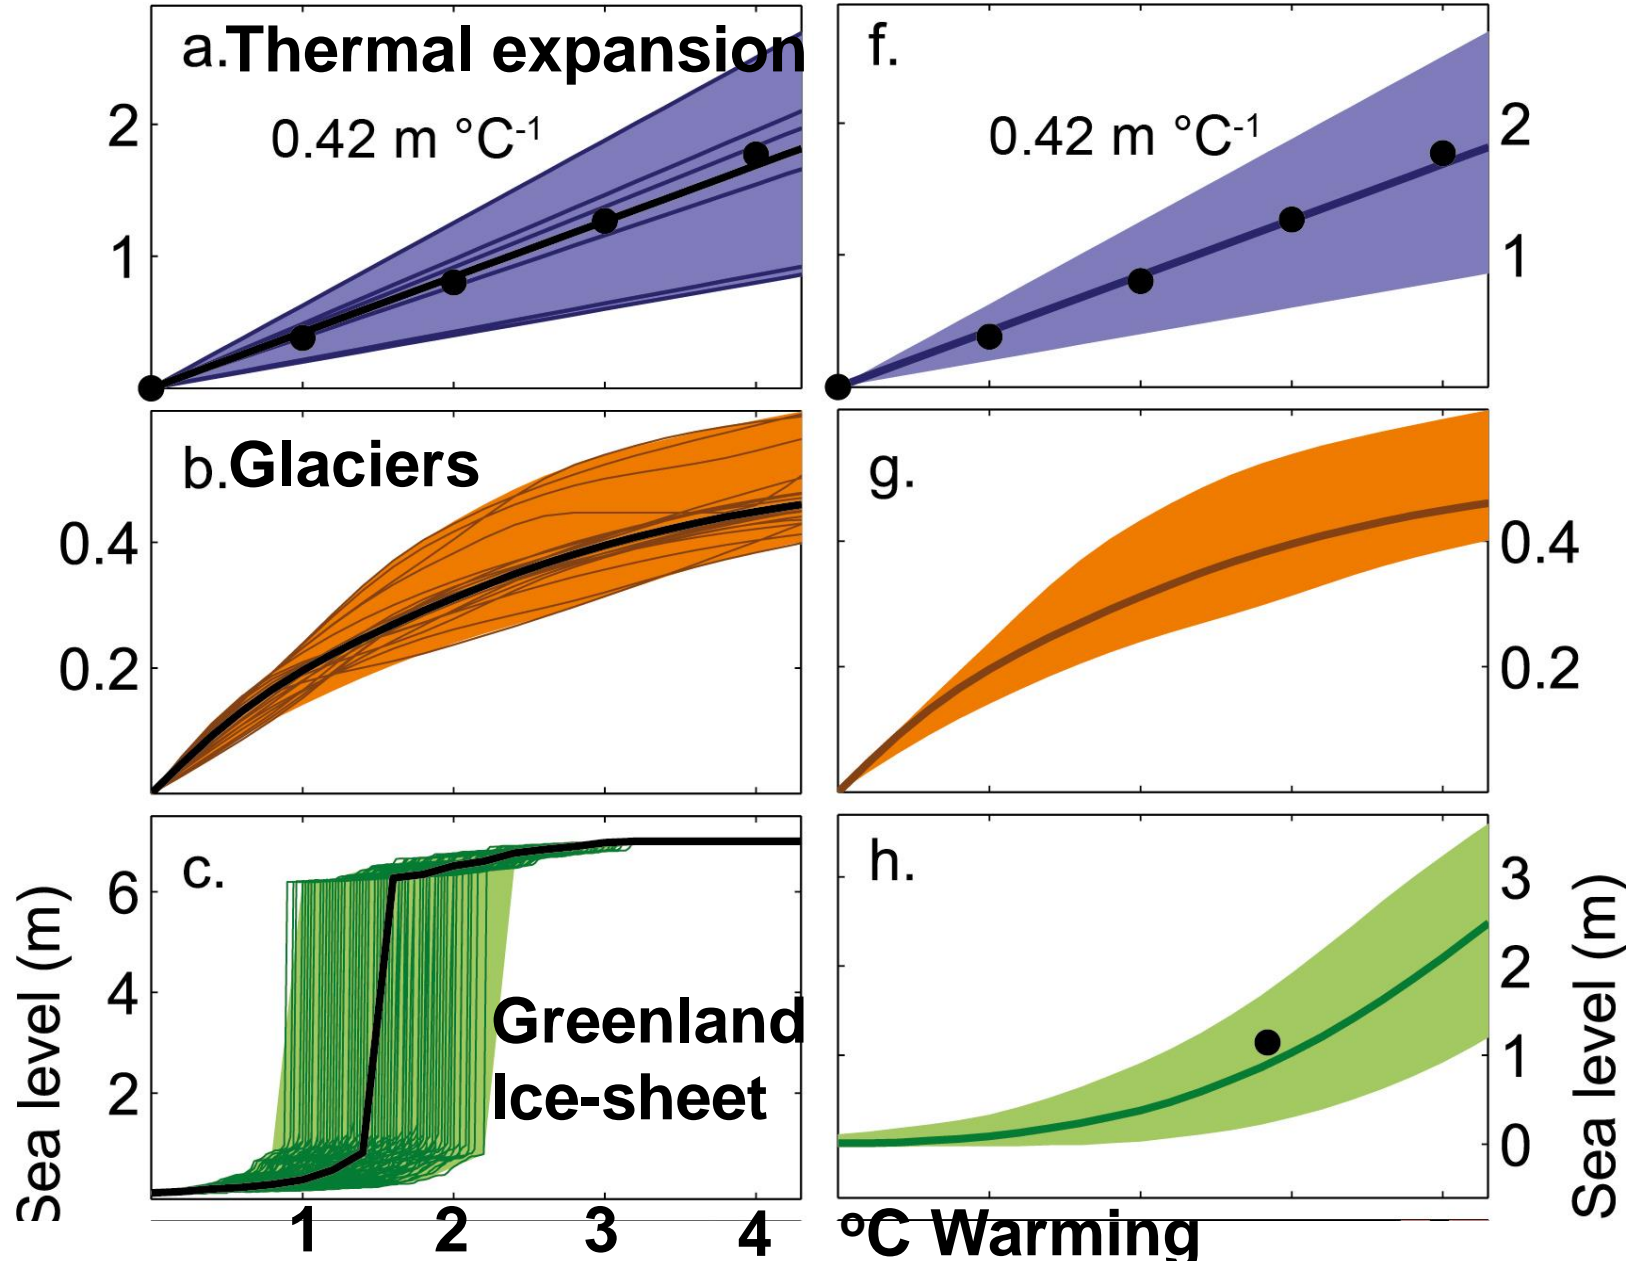 a. Thermal expansion
0.42 m °C-1
2
1
f.
0.42 m °C-1
2
1
b. Glaciers
0.4
0.2
g.
0.4
0.2
c.
6
4
2
Greenland
Ice-sheet
Sea level (m)
h.
3
2
1
0
Sea level (m)
1 2 3 4
°C Warming